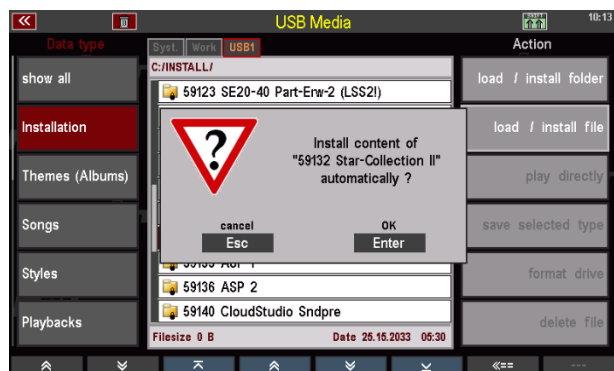 USB Media
10:13
Data type
Syst. Work USB1
Action
C:/INSTALL/
show all
59123 SE20-40 Part-Erw-2 (LSS2!)
load / install folder
Installation
Install content of
"59132 Star-Collection II"
automatically ?
load / install file
Themes (Albums)
play directly
Songs
cancel
OK
Esc
Enter
save selected type
Styles
59136 ASP 2
format drive
59140 CloudStudio Sndpre
Playbacks
Filesize 0 B
Date 25.15.2033 05:30
delete file
«==
---